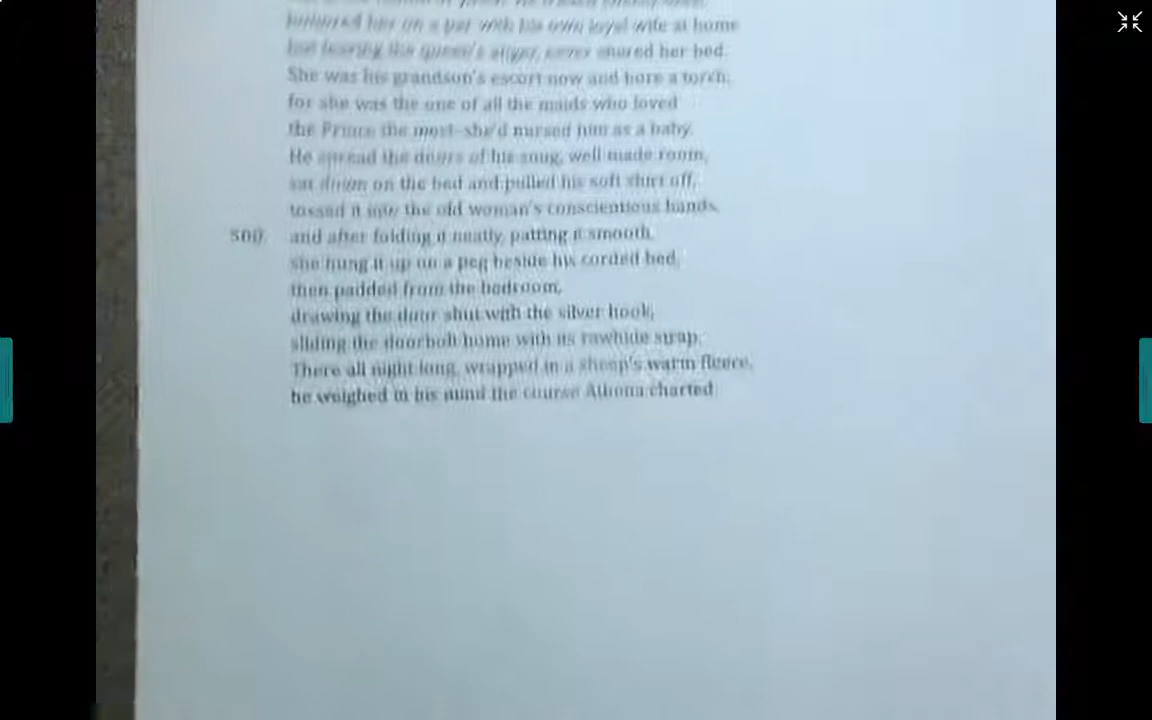 honored her on a par with his own loyal wife at home
but fearing the queen's anger, never shared her bed.
She was his grandson's escort now and bore a torch,
for she was the one of all the maids who loved
the Prince the most—she'd nursed him as a baby.
He spread the doors of his snug, well-made room,
sat down on the bed and pulled his soft shirt off,
tossed it into the old woman's conscientious hands,
500 and after folding it neatly, patting it smooth,
she hung it up on a peg beside his corded bed,
then padded from the bedroom,
drawing the door shut with the silver hook,
sliding the doorbolt home with its rawhide strap.
There all night long, wrapped in a sheep's warm fleece,
he weighed in his mind the course Athena charted.